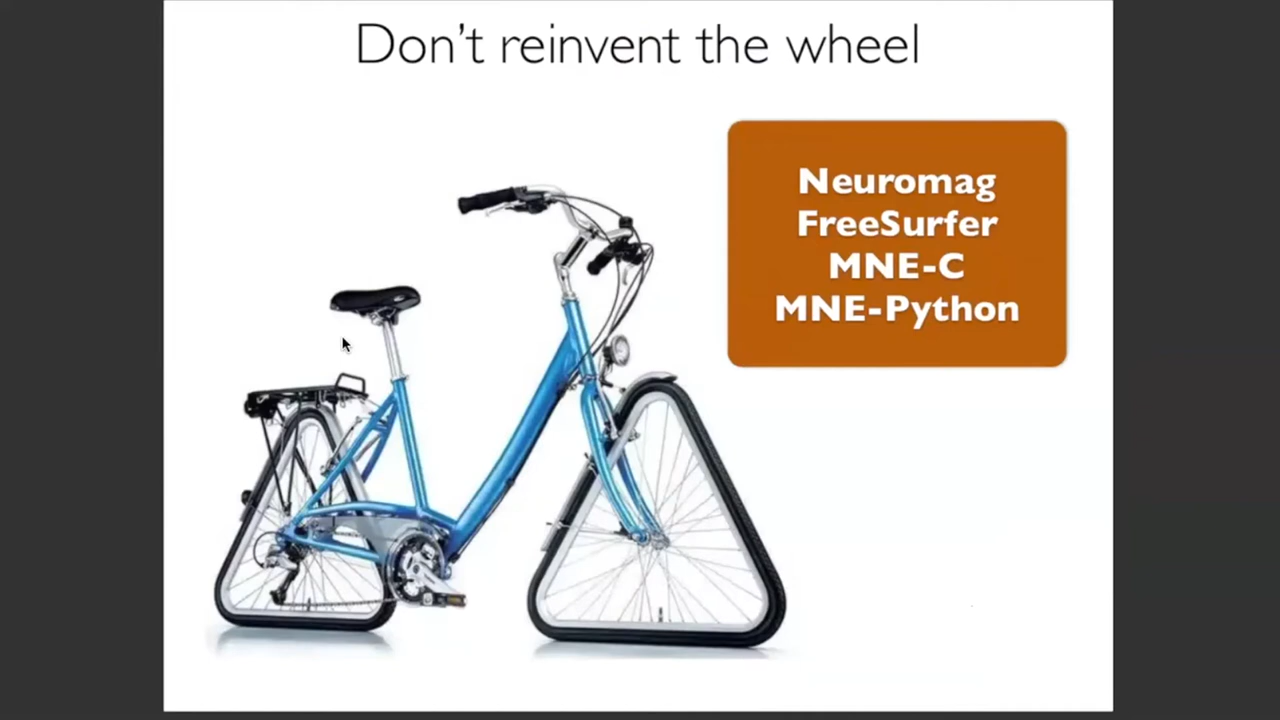 Don't reinvent the wheel
Neuromag
FreeSurfer
MNE-C
MNE-Python